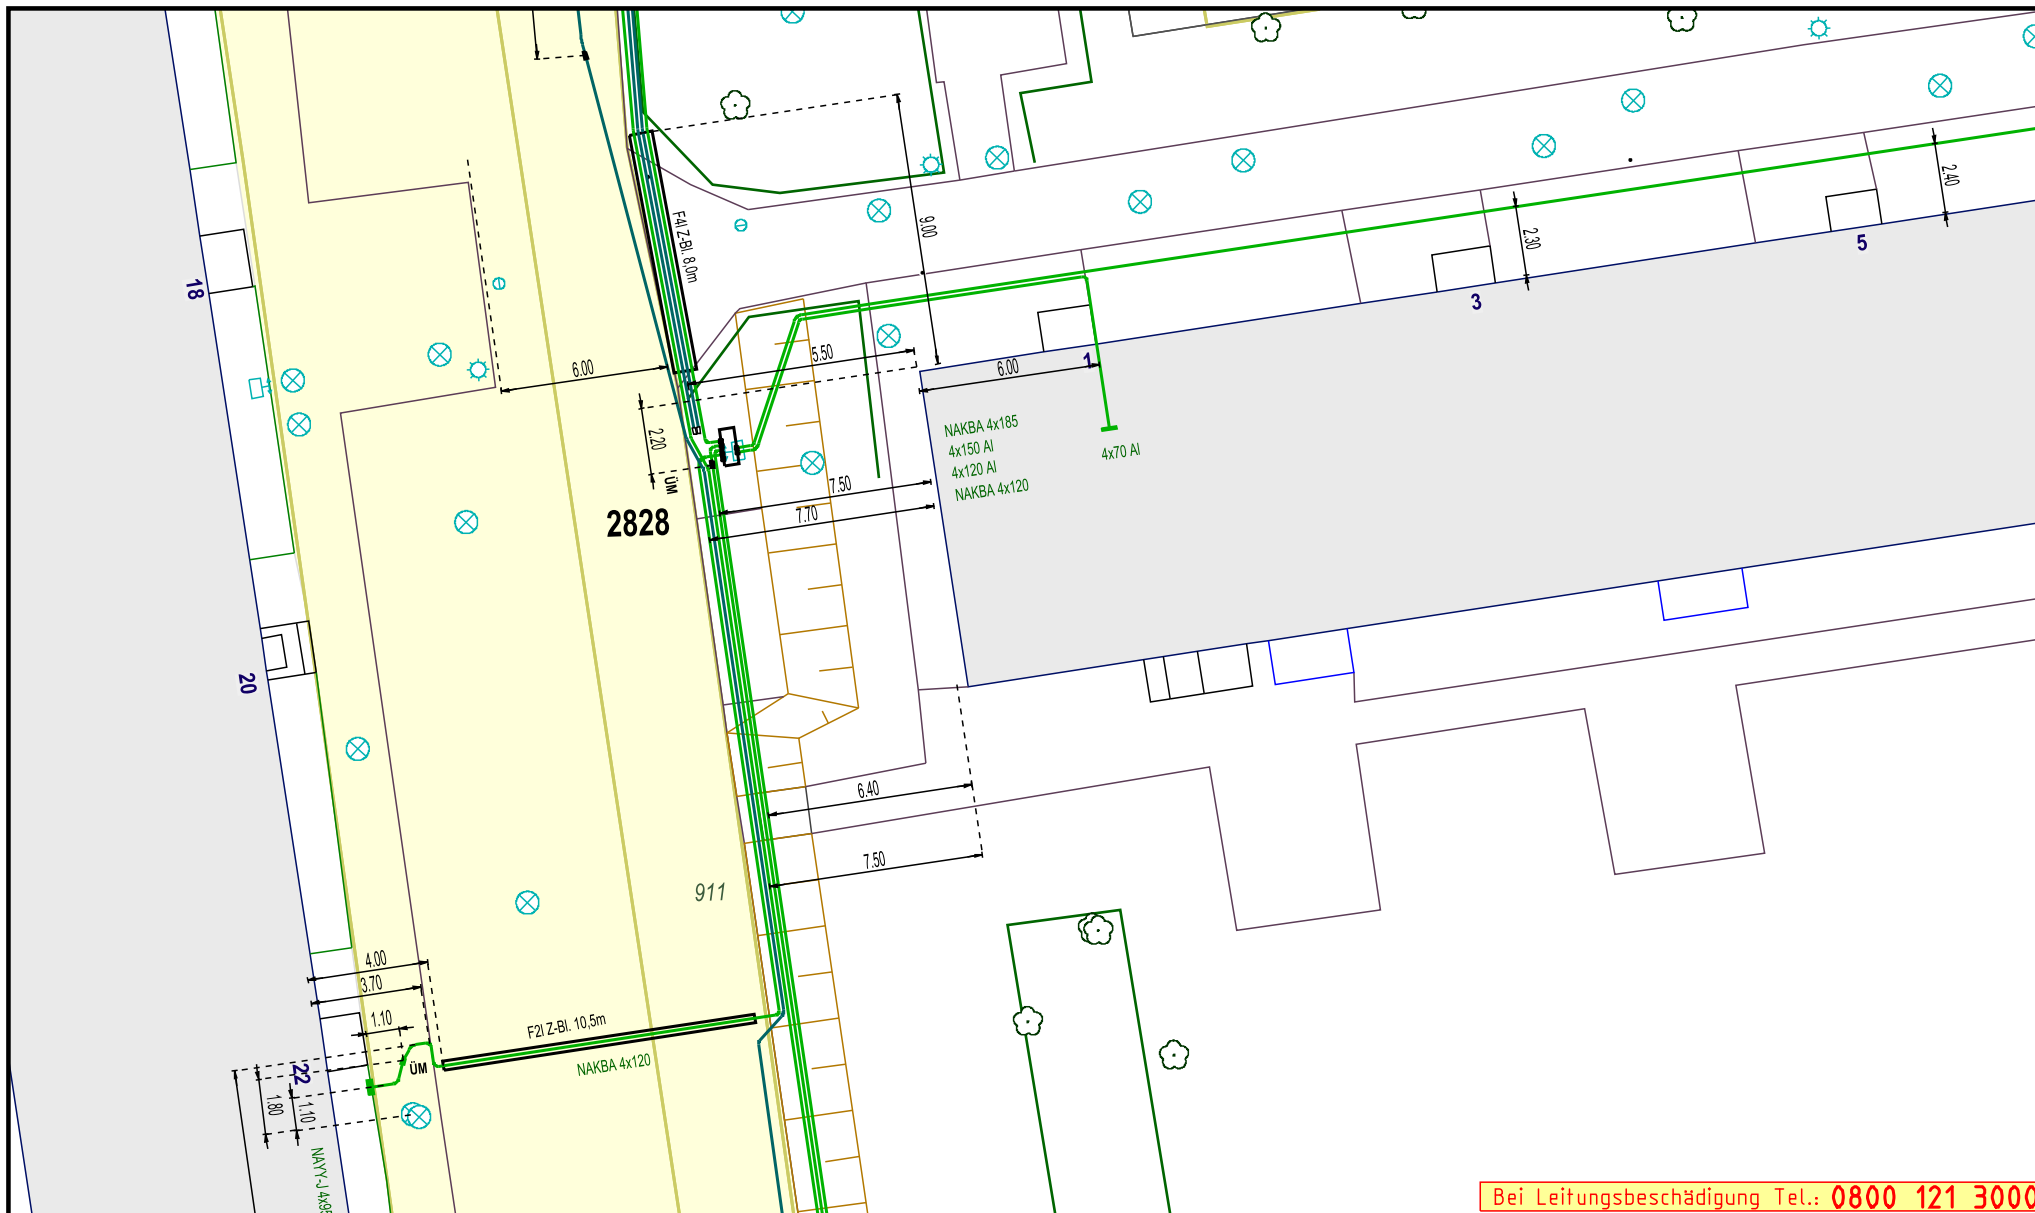 2.40
5
2.30
3
9.00
F4l Z-Bl. 8,0m
18
5.50
6.00
1
6.00
2.20
ÜM
NAKBA 4x185
4x150 Al
4x120 Al
NAKBA 4x120
4x70 Al
7.50
7.70
2828
20
6.40
7.50
911
4.00
3.70
1.10
F2l Z-Bl. 10,5m
NAKBA 4x120
ÜM
22
1.80
1.10
NAYY-J 4x95
Bei Leitungsbeschädigung Tel.: 0800 121 3000